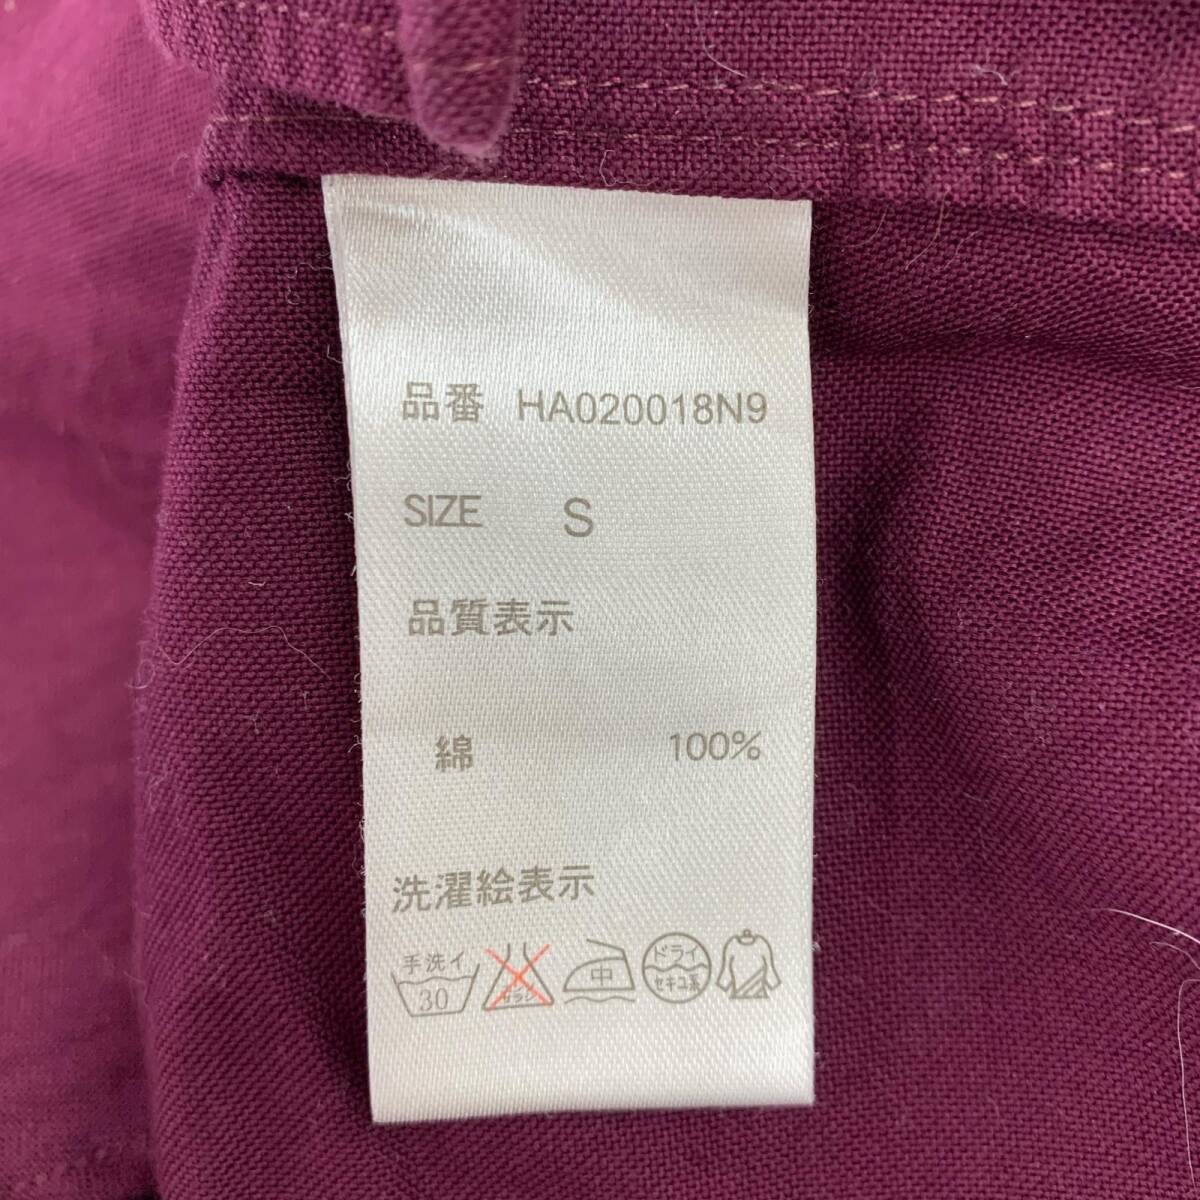 品番 HA020018N9
SIZE S
品質表示
綿 100%
洗濯絵表示
手洗イ
30
中
ドライ
セキユ系